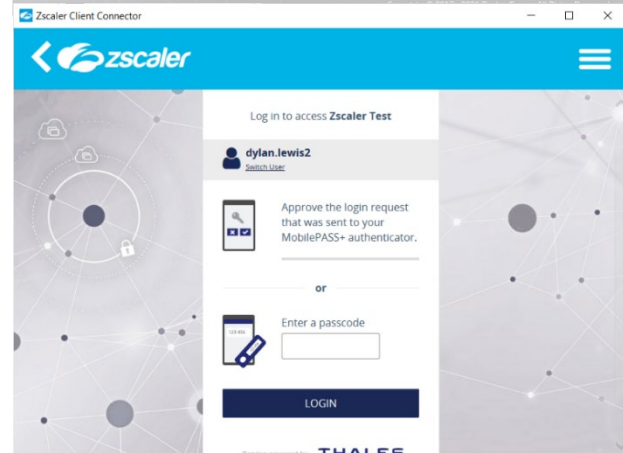 Zscaler Client Connector
zscaler
Log in to access Zscaler Test
dylan.lewis2
Switch User
Approve the login request
that was sent to your
MobilePASS+ authenticator.
or
Enter a passcode
LOGIN
THALES